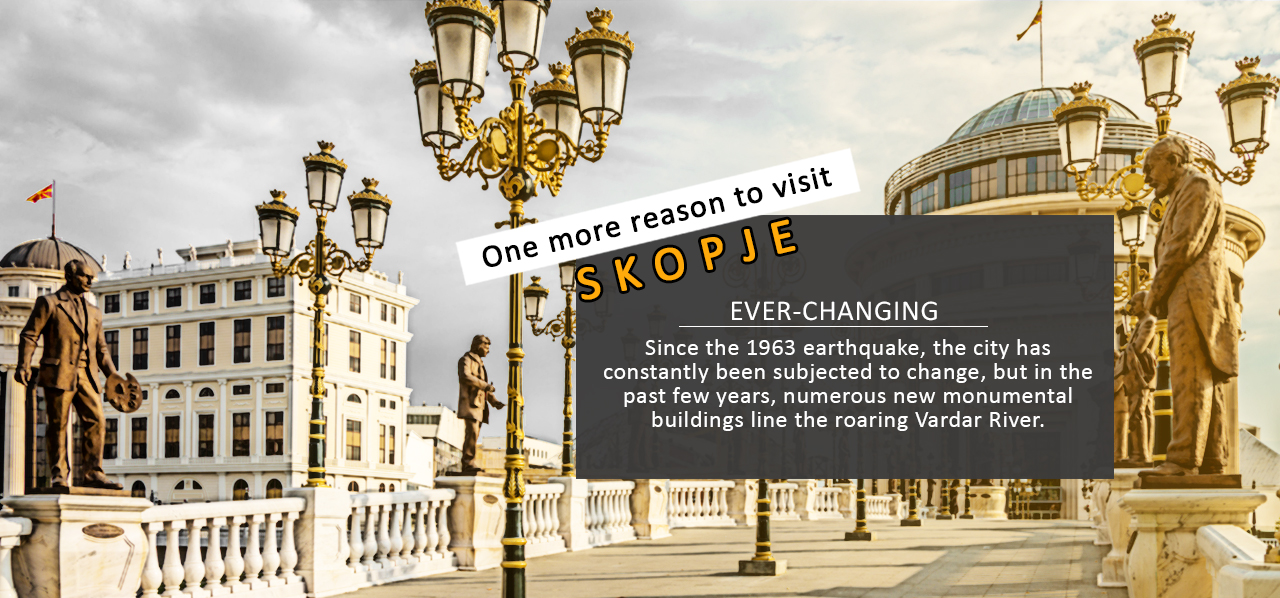 One more reason to visit
SKOPJE
EVER-CHANGING
Since the 1963 earthquake, the city has
constantly been subjected to change, but in the
past few years, numerous new monumental
buildings line the roaring Vardar River.